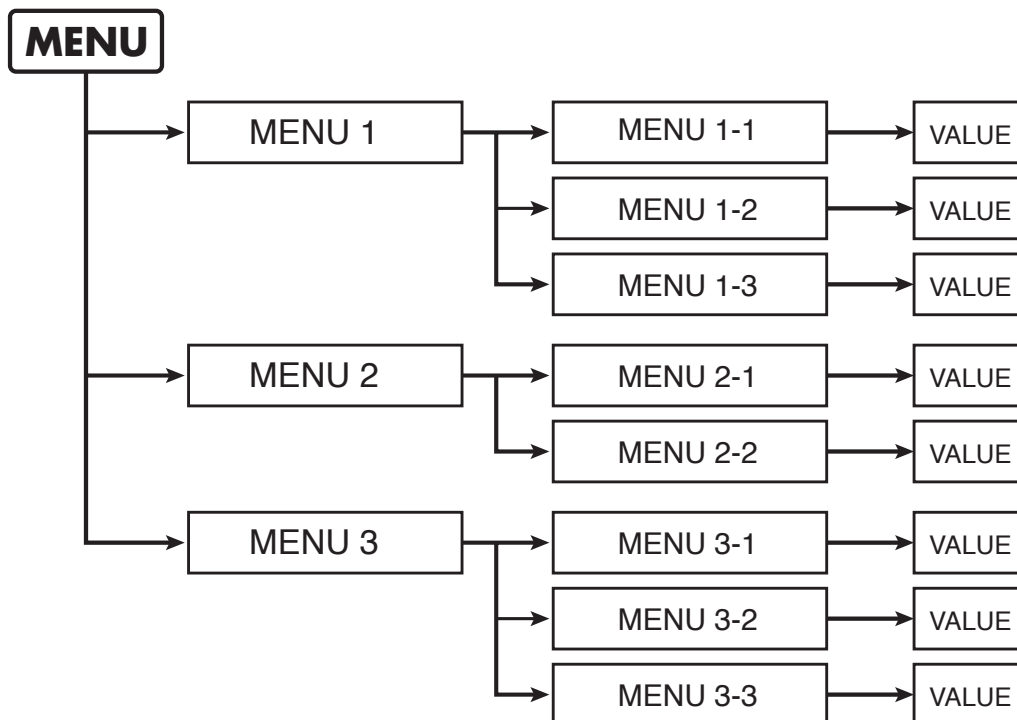 MENU
MENU 1
MENU 1-1
VALUE
MENU 1-2
VALUE
MENU 1-3
VALUE
MENU 2
MENU 2-1
VALUE
MENU 2-2
VALUE
MENU 3
MENU 3-1
VALUE
MENU 3-2
VALUE
MENU 3-3
VALUE